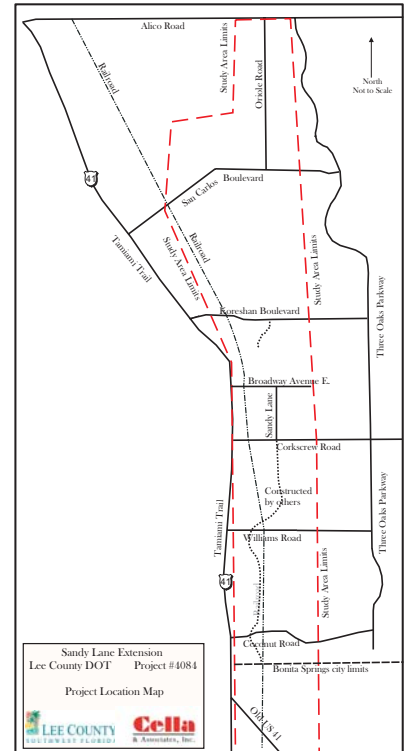 Alico Road
Railroad
Study Area Limits
Oriole Road
North
Not to Scale
41
San Carlos
Boulevard
Tamiami Trail
Railroad
Study Area Limits
Study Area Limits
Koreshan Boulevard
Three Oaks Parkway
Broadway Avenue E.
Sandy Lane
Corkscrew Road
Constructed
by others
Tamiami Trail
Williams Road
Three Oaks Parkway
41
Railroad
Study Area Limits
Coconut Road
Bonita Springs city limits
Old US 41
Sandy Lane Extension
Lee County DOT Project #4084
Project Location Map
LEE COUNTY
SOUTHWEST FLORIDA
Cella
& Associates, Inc.